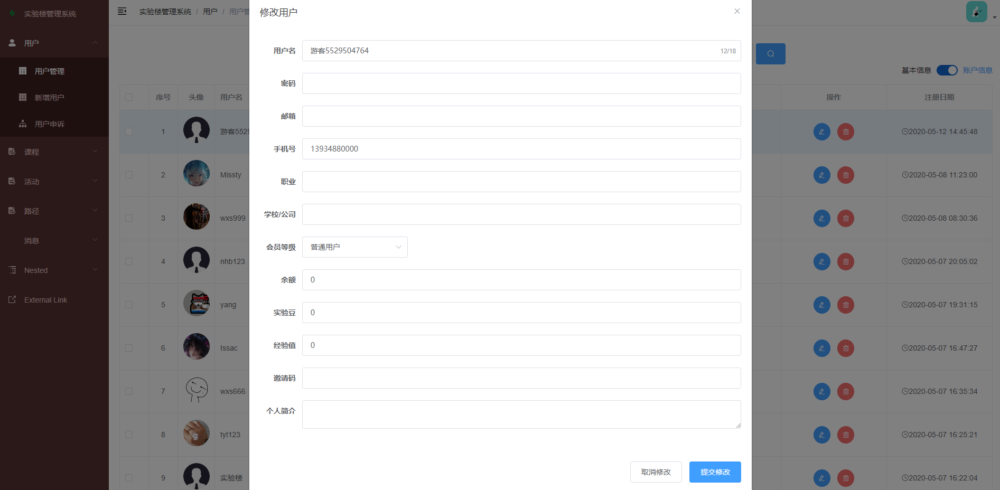 实验楼管理系统
用户
用户管理
新增用户
用户申诉
课程
活动
路径
消息
Nested
External Link
实验楼管理系统 / 用户 / 用户管
基本信息 账户信息
序号 头像 用户名 操作 注册日期
1 游客5529 2020-05-12 14:45:48
2 Missty 2020-05-08 11:23:00
3 wxs999 2020-05-08 08:30:36
4 nhb123 2020-05-07 20:05:02
5 yang 2020-05-07 19:31:15
6 Issac 2020-05-07 16:47:27
7 wxs666 2020-05-07 16:35:34
8 tyt123 2020-05-07 16:25:21
9 实验楼 2020-05-07 16:22:04
修改用户
用户名 游客5529504764 12/18
密码
邮箱
手机号 13934880000
职业
学校/公司
会员等级 普通用户
余额 0
实验豆 0
经验值 0
邀请码
个人简介
取消修改 提交修改